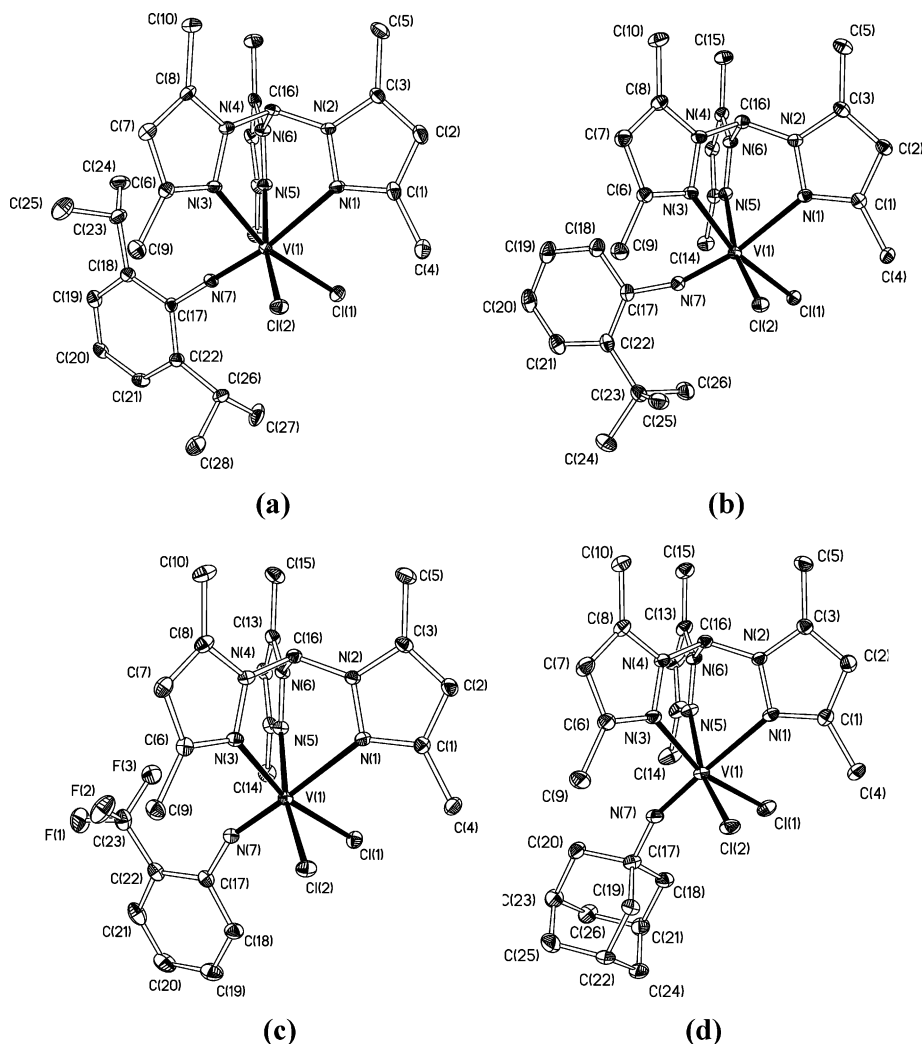 C(10)
C(5)
C(8)
N(4)
C(16)
N(2)
C(3)
C(7)
N(6)
C(2)
C(24)
C(6)
N(5)
N(1)
C(1)
C(25)
N(3)
C(23)
C(9)
V(1)
C(4)
C(18)
N(7)
C(19)
C(17)
Cl(2)
Cl(1)
C(20)
C(22)
C(21)
C(26)
C(27)
C(28)
(a)
C(10)
C(15)
C(5)
C(8)
N(4)
C(16)
N(2)
C(3)
C(7)
N(6)
C(2)
C(6)
N(3)
N(5)
N(1)
C(1)
C(18)
C(19)
C(9)
C(14)
V(1)
C(4)
C(20)
C(17)
N(7)
Cl(2)
Cl(1)
C(21)
C(22)
C(23)
C(26)
C(25)
C(24)
(b)
C(10)
C(15)
C(5)
C(13)
C(8)
C(16)
C(3)
N(4)
N(2)
C(7)
N(6)
C(2)
C(6)
N(3)
N(5)
N(1)
C(1)
F(3)
C(14)
F(2)
C(9)
V(1)
C(4)
F(1)
C(23)
N(7)
Cl(1)
C(22)
C(17)
Cl(2)
C(21)
C(18)
C(20)
C(19)
(c)
C(10)
C(15)
C(5)
C(13)
C(8)
C(16)
N(2)
C(3)
C(7)
N(4)
N(6)
C(2)
C(6)
N(3)
N(5)
N(1)
C(1)
C(14)
V(1)
C(9)
C(4)
N(7)
Cl(1)
C(20)
Cl(2)
C(17)
C(19)
C(18)
C(23)
C(26)
C(21)
C(25)
C(22)
C(24)
(d)